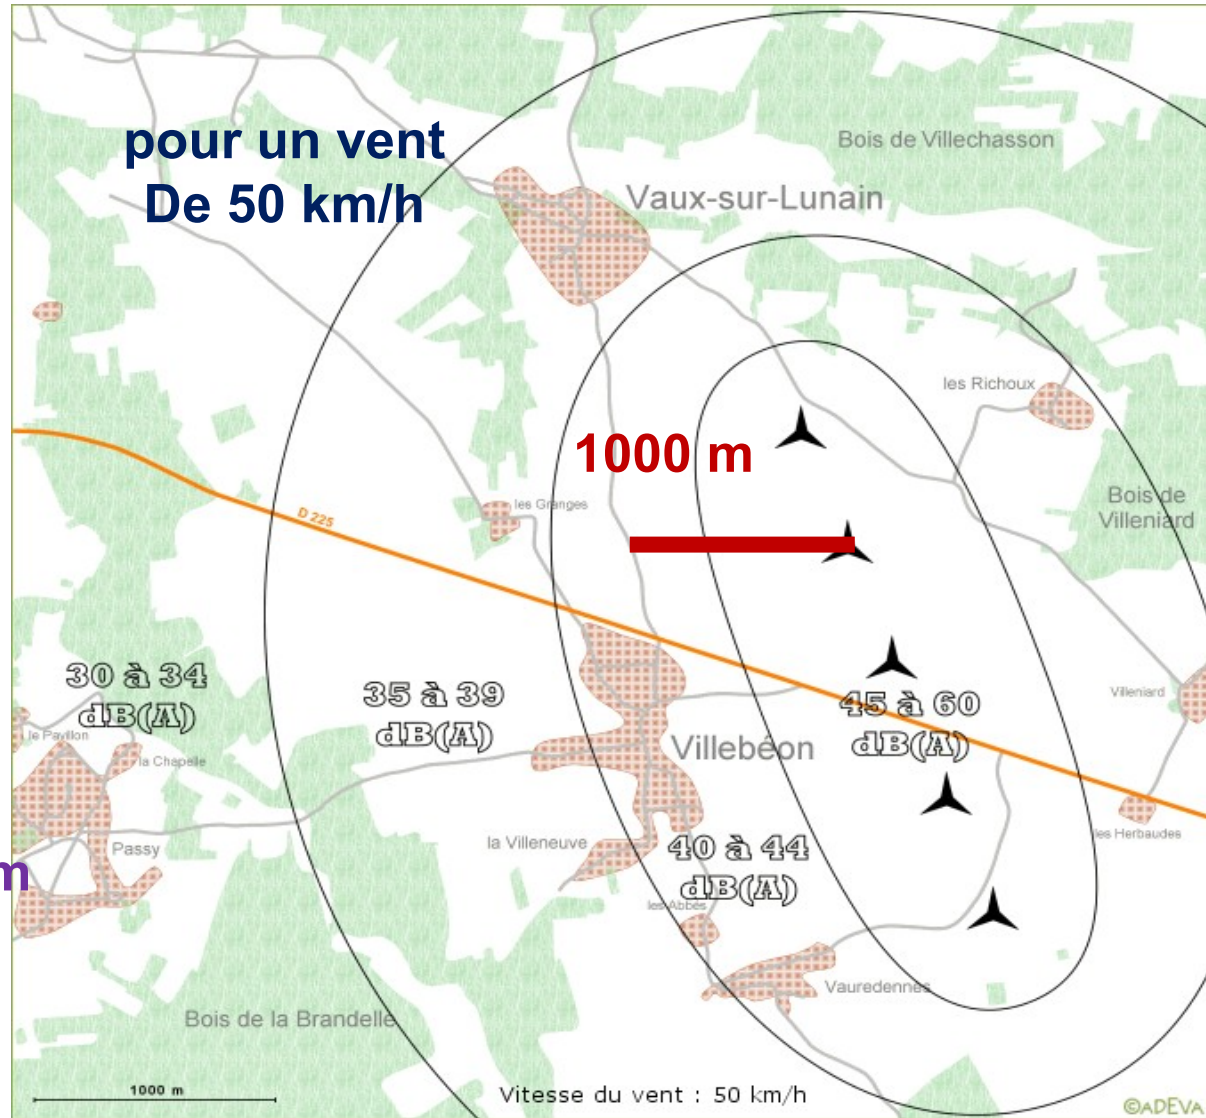 pour un vent
De 50 km/h
Bois de Villechasson
Vaux-sur-Lunain
les Richoux
1000 m
Bois de
Villeniard
les Granges
D 225
30 à 34
dB(A)
35 à 39
dB(A)
45 à 60
dB(A)
Villeniard
le Pavillon
la Chapelle
Villebéon
les Herbaudes
la Villeneuve
40 à 44
dB(A)
Passy
m
les Abbés
Vauredennes
Bois de la Brandelle
1000 m
Vitesse du vent : 50 km/h
©ADEVA